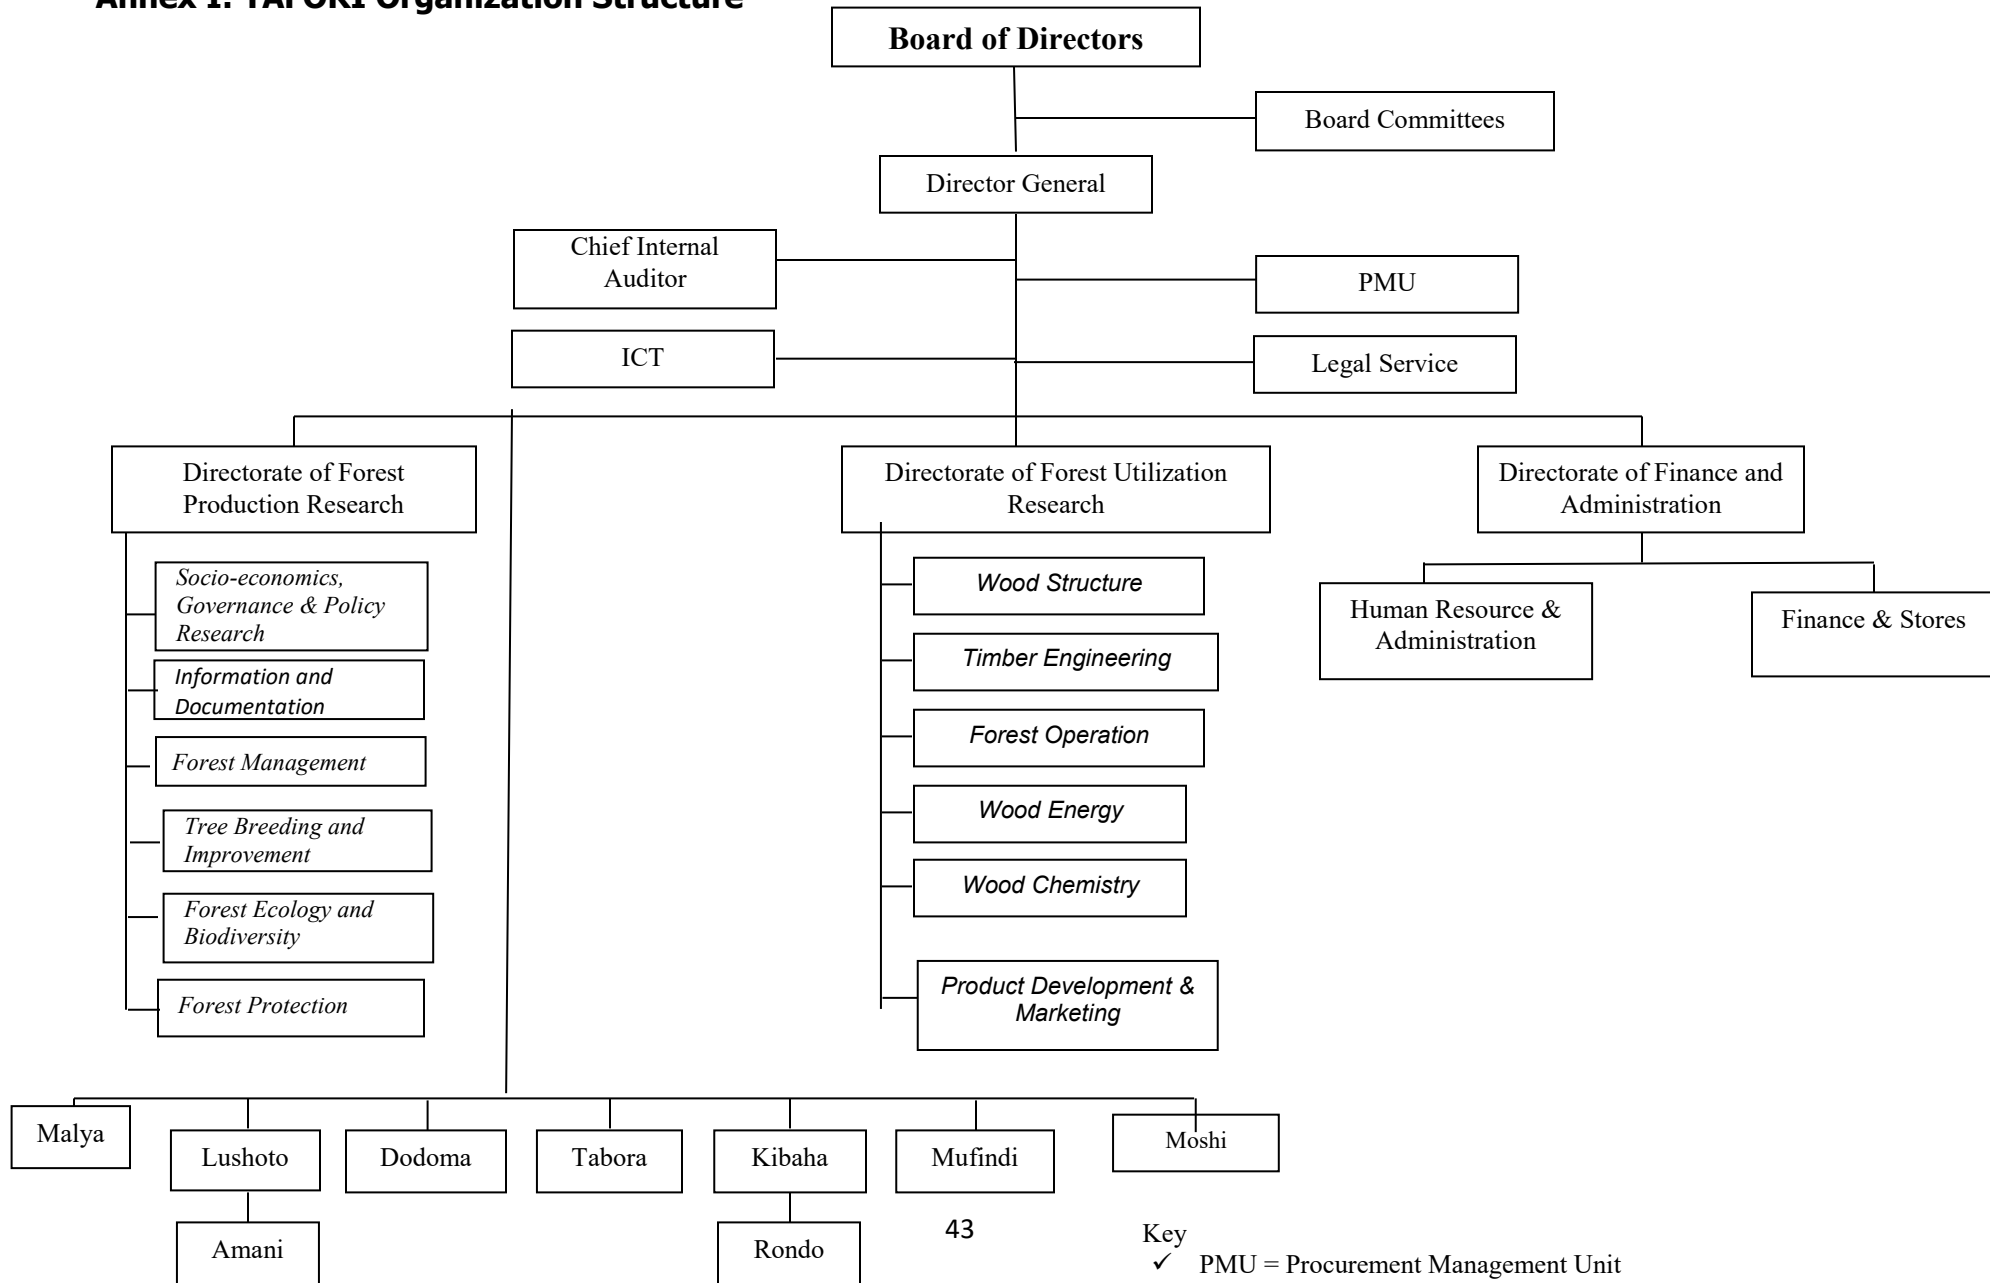 Annex I: TAFORI Organization Structure
Board of Directors
Board Committees
Director General
Chief Internal
Auditor
PMU
ICT
Legal Service
Directorate of Forest
Production Research
Directorate of Forest Utilization
Research
Directorate of Finance and
Administration
Socio-economics,
Governance & Policy
Research
Information and
Documentation
Forest Management
Tree Breeding and
Improvement
Forest Ecology and
Biodiversity
Forest Protection
Wood Structure
Timber Engineering
Forest Operation
Wood Energy
Wood Chemistry
Product Development &
Marketing
Human Resource &
Administration
Finance & Stores
Malya
Lushoto
Dodoma
Tabora
Kibaha
Mufindi
Moshi
Amani
Rondo
43
Key
✓ PMU = Procurement Management Unit